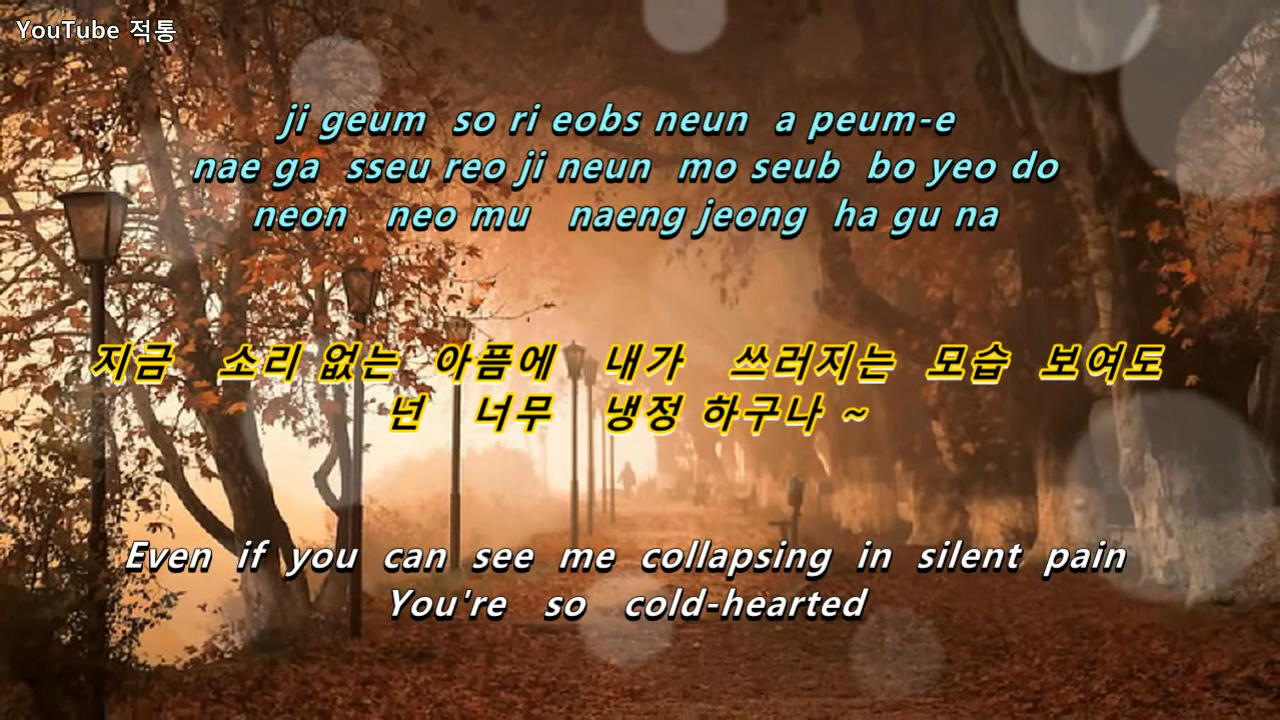 YouTube 적통
ji geum so ri eobs neun a peum-e
nae ga sseu reo ji neun mo seub bo yeo do
neon neo mu naeng jeong ha gu na
지금 소리 없는 아픔에 내가 쓰러지는 모습 보여도
넌 너무 냉정 하구나 ~
Even if you can see me collapsing in silent pain
You're so cold-hearted